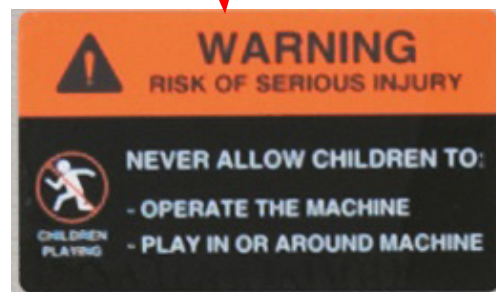 WARNING
RISK OF SERIOUS INJURY
NEVER ALLOW CHILDREN TO:
- OPERATE THE MACHINE
- PLAY IN OR AROUND MACHINE
CHILDREN
PLAYING